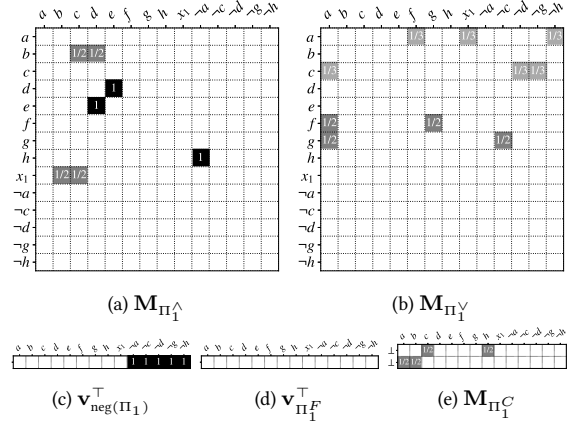 a b c d e f g h x₁ ¬a ¬c ¬d ¬g ¬h
a
b 1/2 1/2
c
d 1
e 1
f
g
h 1
x₁ 1/2 1/2
¬a
¬c
¬d
¬g
¬h
(a) M_{Π₁^∧}
a b c d e f g h x₁ ¬a ¬c ¬d ¬g ¬h
a 1/3 1/3 1/3
b
c 1/3 1/3 1/3
d
e
f 1/2 1/2
g 1/2 1/2
h
x₁
¬a
¬c
¬d
¬g
¬h
(b) M_{Π₁^∨}
a b c d e f g h x₁ ¬a ¬c ¬d ¬g ¬h
1 1 1 1 1
(c) v^⊤_{neg(Π₁)}
a b c d e f g h x₁ ¬a ¬c ¬d ¬g ¬h
(d) v^⊤_{Π₁^F}
a b c d e f g h x₁ ¬a ¬c ¬d ¬g ¬h
⊥ 1/2 1/2
⊥ 1/2 1/2
(e) M_{Π₁^C}